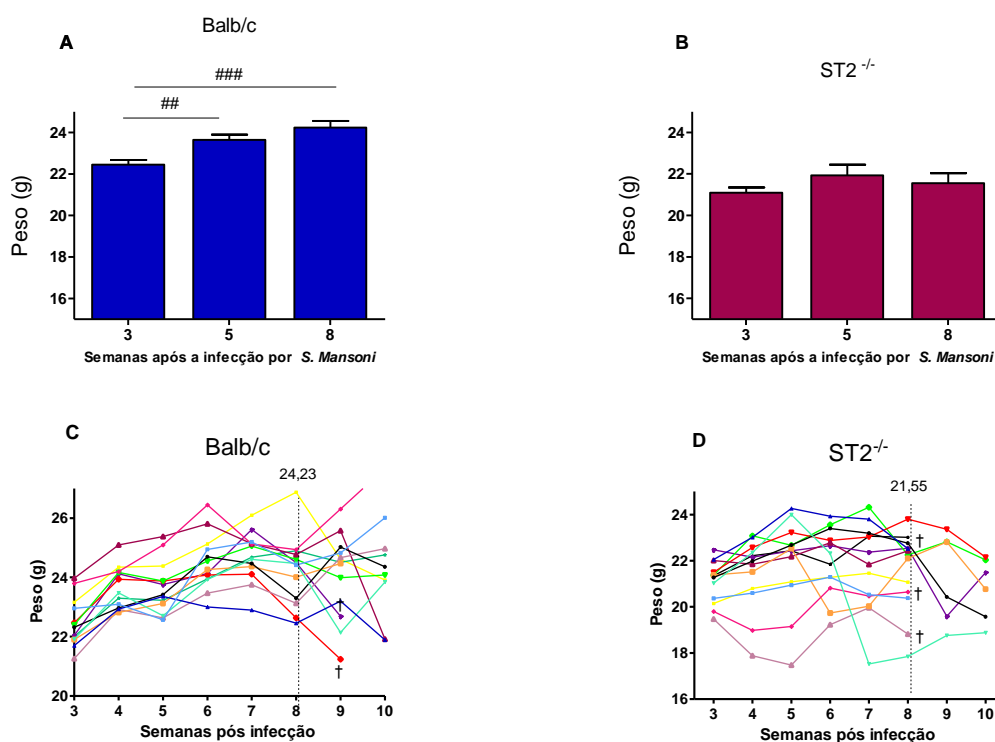 A
Balb/c
###
##
24
22
20
18
16
Peso (g)
3 5 8
Semanas após a infecção por S. Mansoni
B
ST2 -/-
24
22
20
18
16
Peso (g)
3 5 8
Semanas após a infecção por S. Mansoni
C
Balb/c
24,23
26
24
22
20
Peso (g)
†
†
3 4 5 6 7 8 9 10
Semanas pós infecção
D
ST2-/-
21,55
24
22
20
18
16
Peso (g)
†
†
†
3 4 5 6 7 8 9 10
Semanas pós infecção